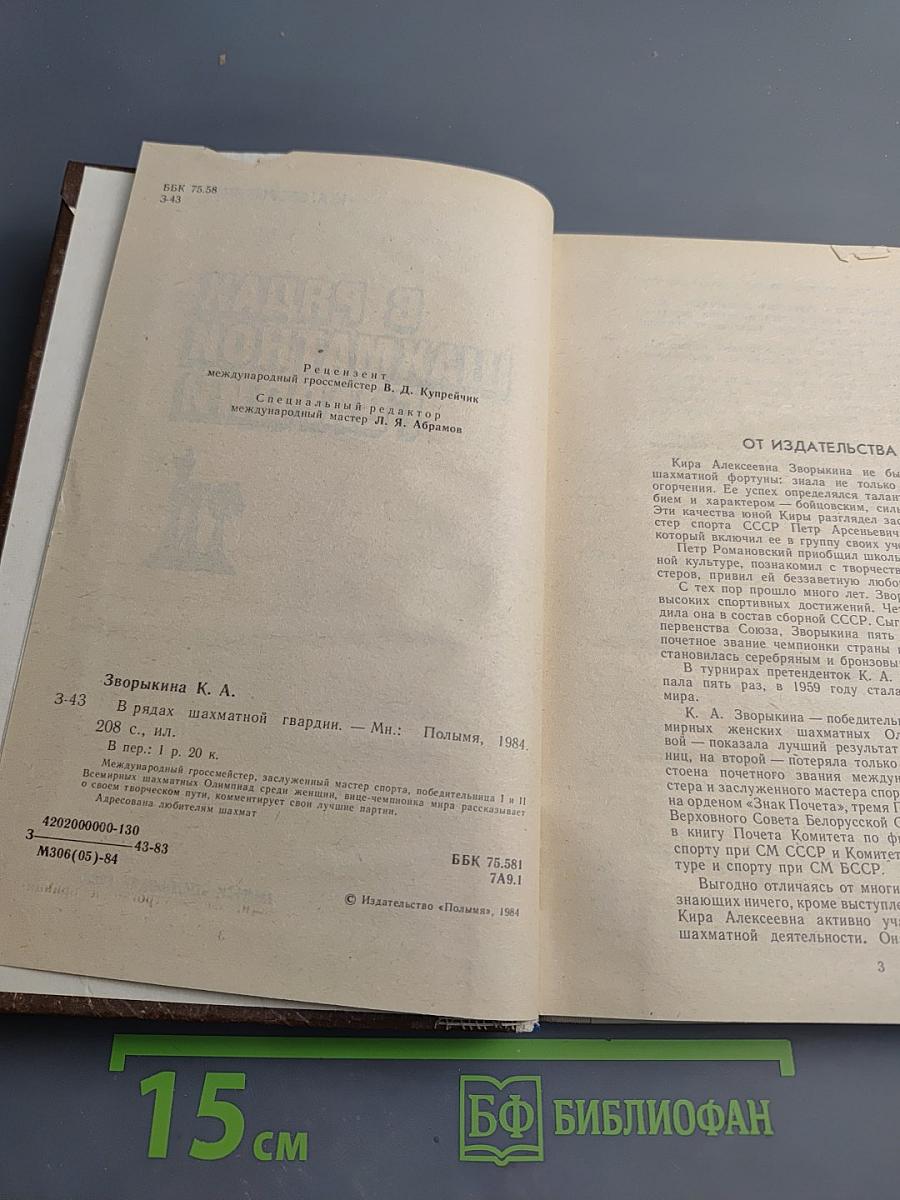 ББК 75.58
З-43
Рецензент
международный гроссмейстер В. Д. Купрейчик
Специальный редактор
международный мастер Л. Я. Абрамов
Зворыкина К. А.
З-43
В рядах шахматной гвардии. — Мн.: Полымя, 1984.
208 с., ил.
В пер.: 1 р. 20 к.
Международный гроссмейстер, заслуженный мастер спорта, победительница I и II
Всемирных шахматных Олимпиад среди женщин, вице-чемпионка мира рассказывает
о своем творческом пути, комментирует свои лучшие партии.
Адресована любителям шахмат
4202000000-130
З 43-83
М306(05)-84
ББК 75.581
7А9.1
© Издательство «Полымя», 1984
ОТ ИЗДАТЕЛЬСТВА
Кира Алексеевна Зворыкина не бы
шахматной фортуны: знала не только
огорчения. Ее успех определялся талан
бием и характером — бойцовским, силь
Эти качества юной Киры разглядел зас
стер спорта СССР Петр Арсеньевич
который включил ее в группу своих уче
Петр Романовский приобщил школь
ной культуре, познакомил с творчеств
стеров, привил ей беззаветную любо
С тех пор прошло много лет. Звор
высоких спортивных достижений. Че
дила она в состав сборной СССР. Сыг
первенства Союза, Зворыкина пять
почетное звание чемпионки страны и
становилась серебряным и бронзовы
В турнирах претенденток К. А.
пала пять раз, в 1959 году стала
мира.
К. А. Зворыкина — победитель
мирных женских шахматных Ол
вой — показала лучший результат
ниц, на второй — потеряла только
стоена почетного звания междун
стера и заслуженного мастера спор
на орденом «Знак Почета», тремя П
Верховного Совета Белорусской С
в книгу Почета Комитета по фи
спорту при СМ СССР и Комитет
туре и спорту при СМ БССР.
Выгодно отличаясь от многи
знающих ничего, кроме выступле
Кира Алексеевна активно уча
шахматной деятельности. Он
3
15 см
БФ БИБЛИОФАН